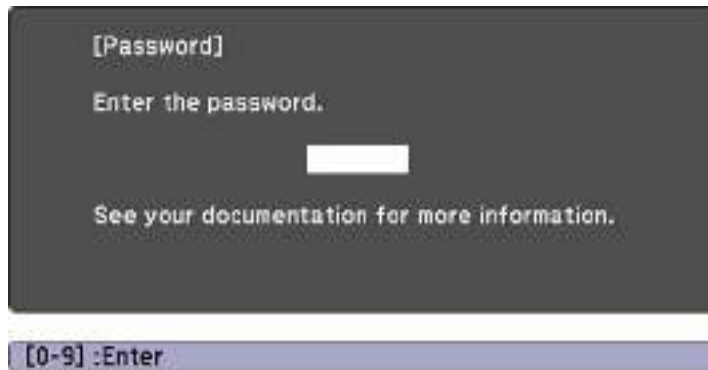 [Password]
Enter the password.
See your documentation for more information.
[0-9] :Enter